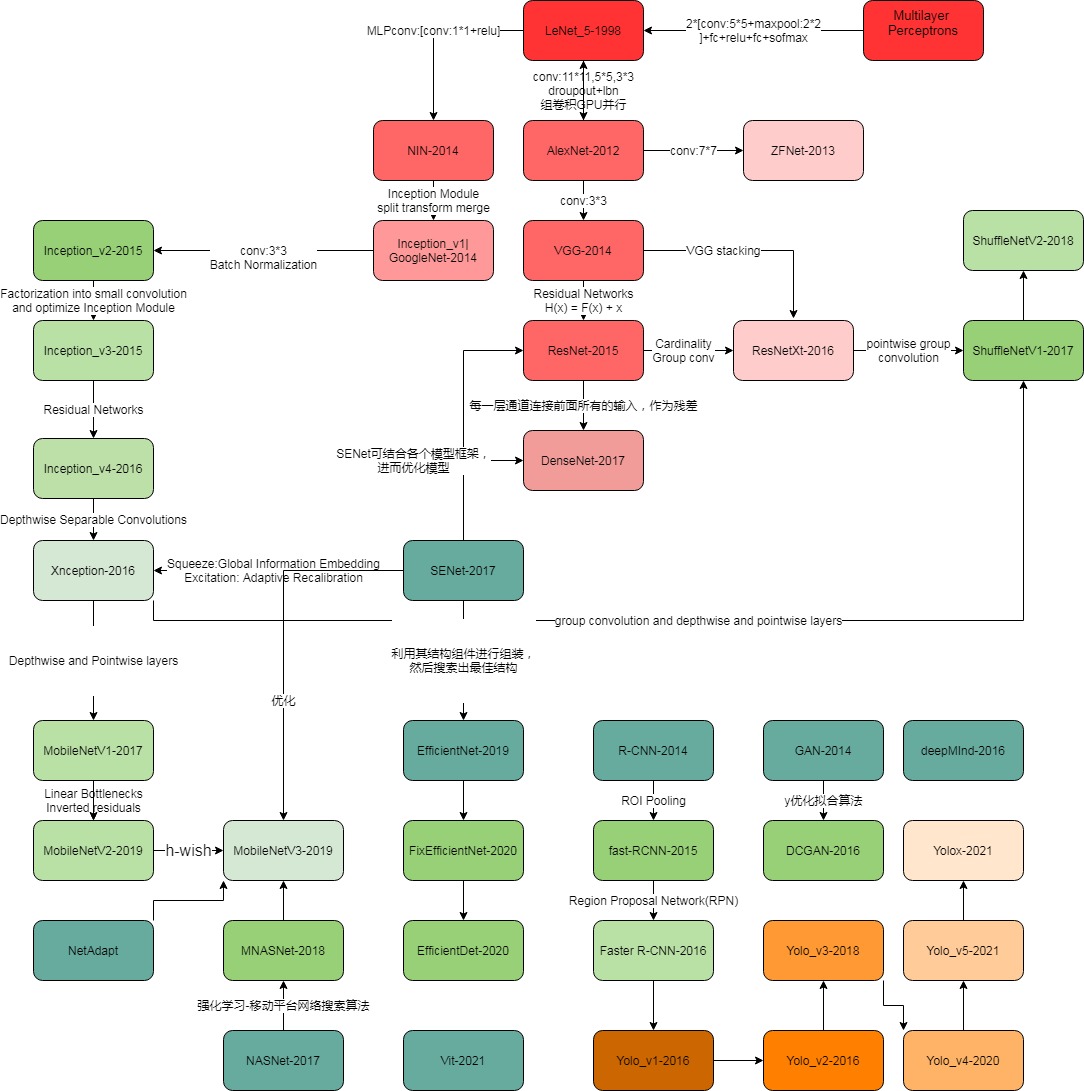 MLPconv:[conv:1*1+relu]
LeNet_5-1998
2*[conv:5*5+maxpool:2*2
]+fc+relu+fc+sofmax
Multilayer
Perceptrons
conv:11*11,5*5,3*3
droupout+lbn
组卷积GPU并行
NIN-2014
AlexNet-2012
conv:7*7
ZFNet-2013
Inception Module
split transform merge
conv:3*3
Inception_v2-2015
conv:3*3
Batch Normalization
Inception_v1|
GoogleNet-2014
VGG-2014
VGG stacking
ShuffleNetV2-2018
Factorization into small convolution
and optimize Inception Module
Residual Networks
H(x) = F(x) + x
Inception_v3-2015
ResNet-2015
Cardinality
Group conv
ResNetXt-2016
pointwise group
convolution
ShuffleNetV1-2017
Residual Networks
每一层通道连接前面所有的输入，作为残差
Inception_v4-2016
SENet可结合各个模型框架，
进而优化模型
DenseNet-2017
Depthwise Separable Convolutions
Xnception-2016
Squeeze:Global Information Embedding
Excitation: Adaptive Recalibration
SENet-2017
group convolution and depthwise and pointwise layers
Depthwise and Pointwise layers
利用其结构组件进行组装，
然后搜索出最佳结构
优化
MobileNetV1-2017
EfficientNet-2019
R-CNN-2014
GAN-2014
deepMInd-2016
Linear Bottlenecks
Inverted residuals
ROI Pooling
y优化拟合算法
MobileNetV2-2019
h-wish
MobileNetV3-2019
FixEfficientNet-2020
fast-RCNN-2015
DCGAN-2016
Yolox-2021
Region Proposal Network(RPN)
NetAdapt
MNASNet-2018
EfficientDet-2020
Faster R-CNN-2016
Yolo_v3-2018
Yolo_v5-2021
强化学习-移动平台网络搜索算法
NASNet-2017
Vit-2021
Yolo_v1-2016
Yolo_v2-2016
Yolo_v4-2020